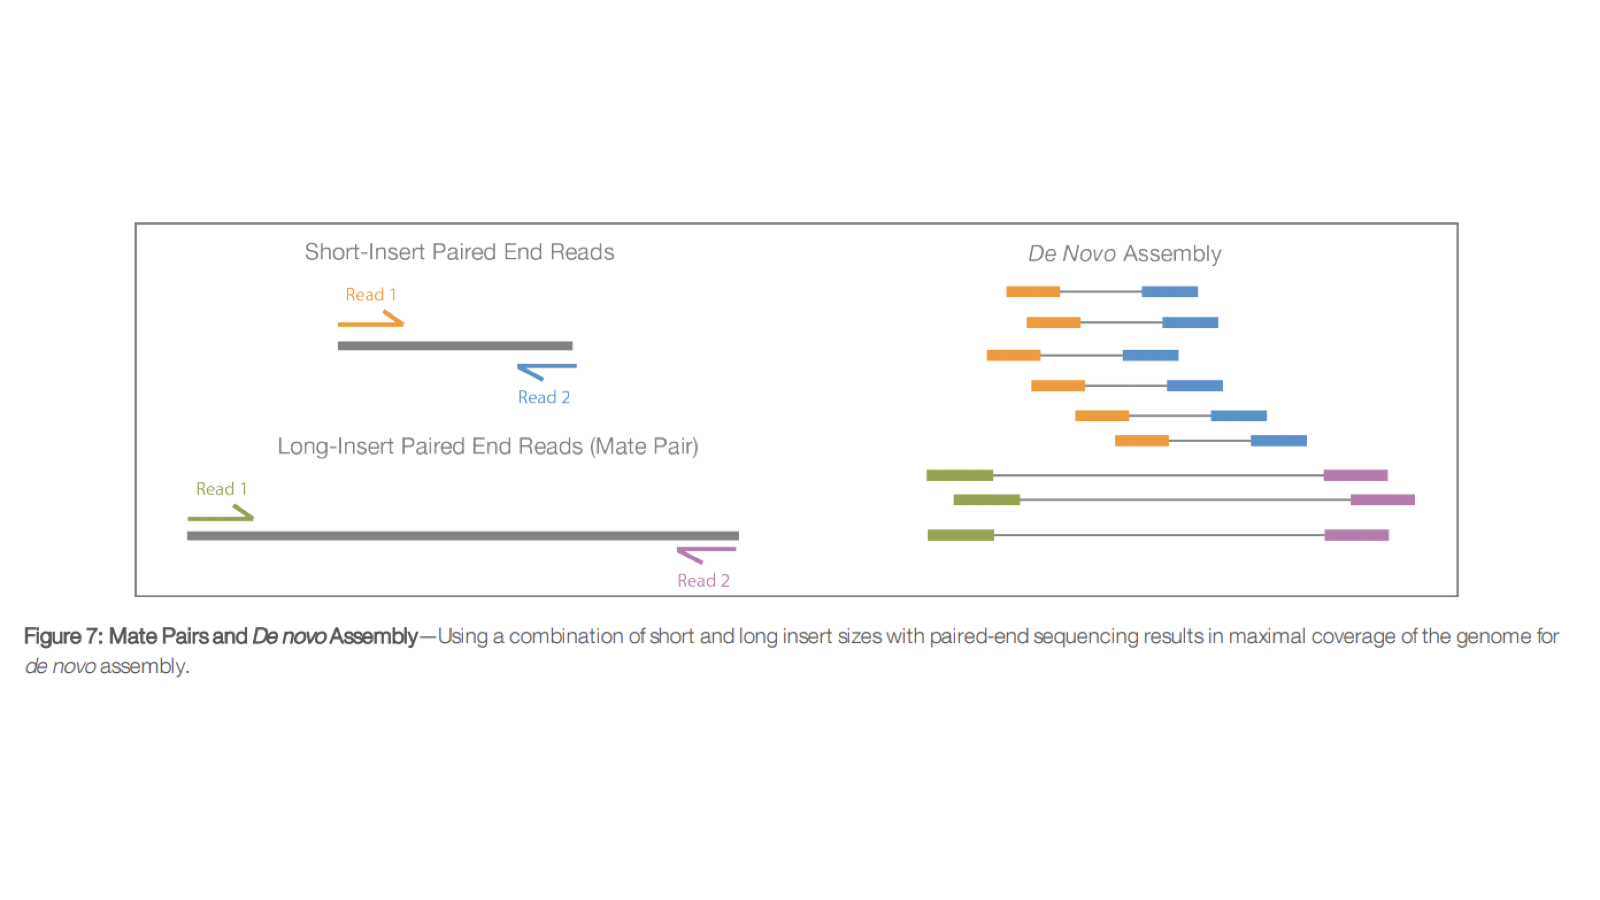 Short-Insert Paired End Reads
Read 1
Read 2
Long-Insert Paired End Reads (Mate Pair)
Read 1
Read 2
De Novo Assembly
Figure 7: Mate Pairs and De novo Assembly—Using a combination of short and long insert sizes with paired-end sequencing results in maximal coverage of the genome for
de novo assembly.